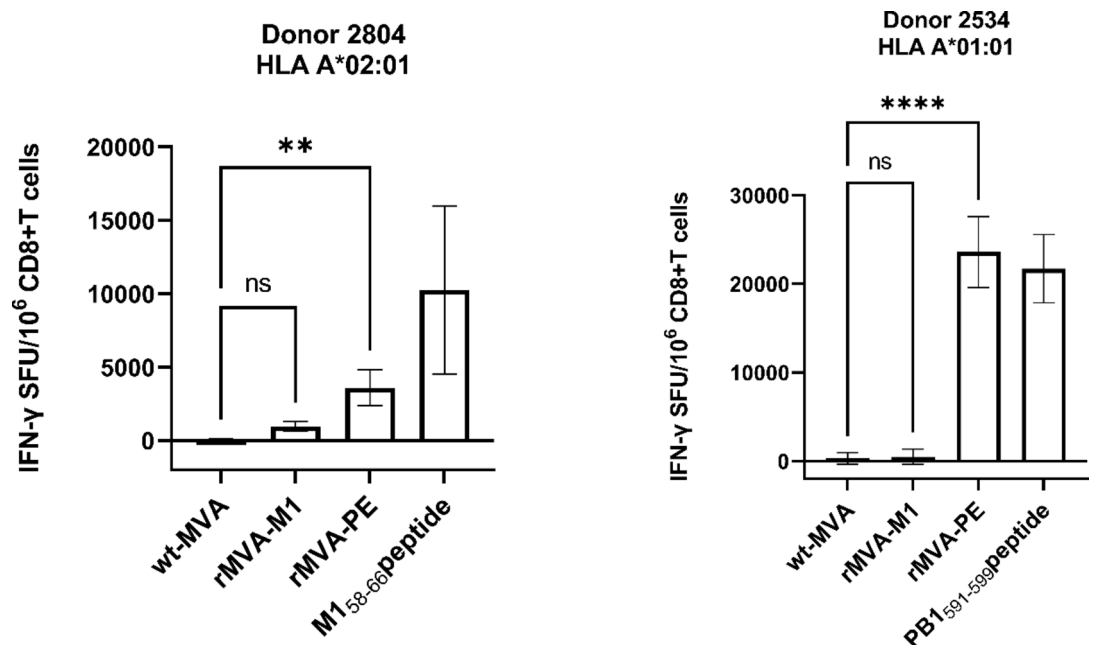 Donor 2804
HLA A*02:01
IFN-γ SFU/10⁶ CD8+T cells
20000
15000
10000
5000
0
**
ns
wt-MVA
rMVA-M1
rMVA-PE
M1₅₈₋₆₆peptide
Donor 2534
HLA A*01:01
IFN-γ SFU/10⁶ CD8+T cells
30000
20000
10000
0
****
ns
wt-MVA
rMVA-M1
rMVA-PE
PB1₅₉₁₋₅₉₉peptide